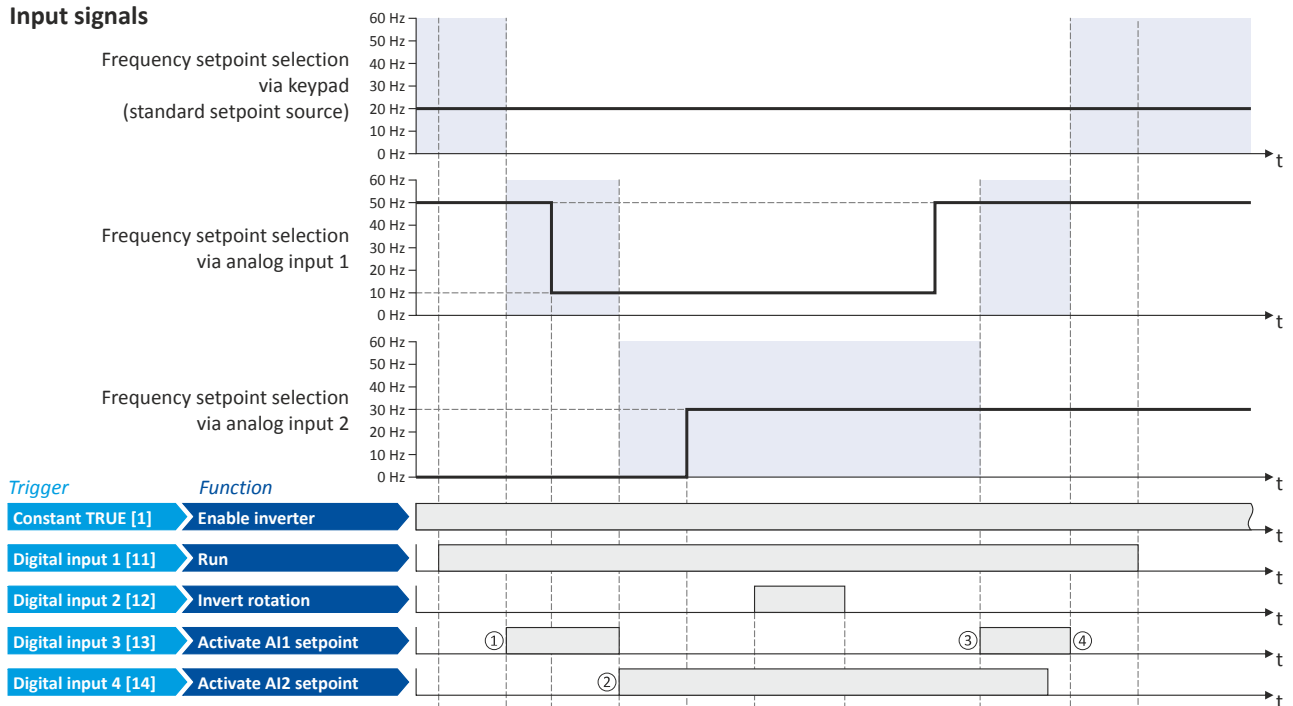 Input signals
Frequency setpoint selection
via keypad
(standard setpoint source)
60 Hz
50 Hz
40 Hz
30 Hz
20 Hz
10 Hz
0 Hz
t
Frequency setpoint selection
via analog input 1
60 Hz
50 Hz
40 Hz
30 Hz
20 Hz
10 Hz
0 Hz
t
Frequency setpoint selection
via analog input 2
60 Hz
50 Hz
40 Hz
30 Hz
20 Hz
10 Hz
0 Hz
t
Trigger Function
Constant TRUE [1] Enable inverter t
Digital input 1 [11] Run t
Digital input 2 [12] Invert rotation t
Digital input 3 [13] Activate AI1 setpoint ① ③ ④ t
Digital input 4 [14] Activate AI2 setpoint ② t